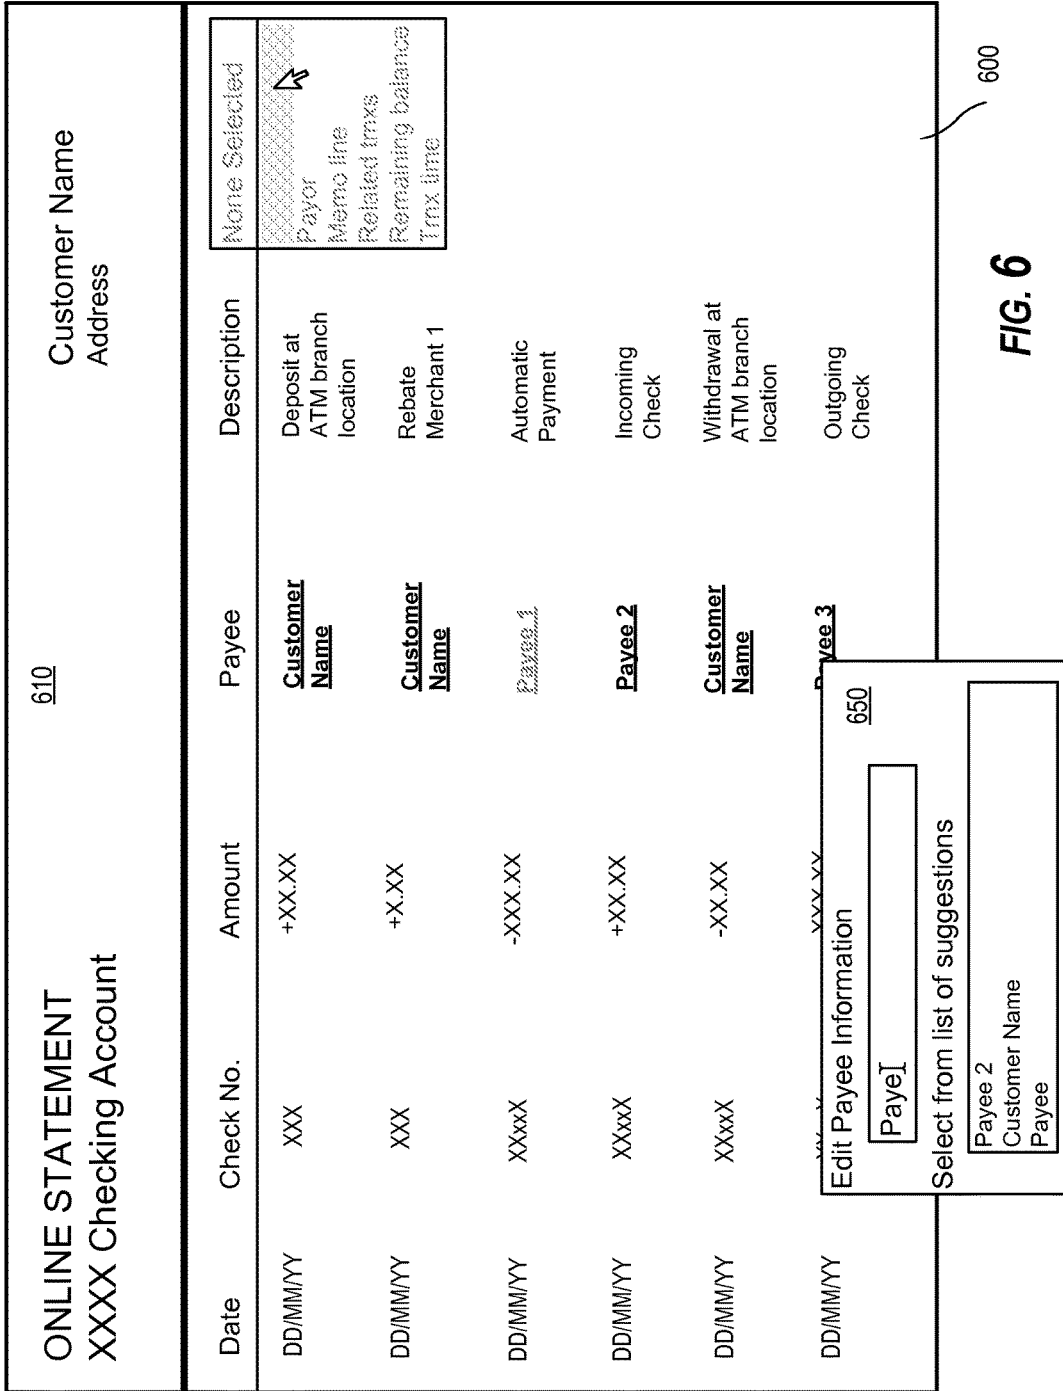 ONLINE STATEMENT
XXXX Checking Account
610
Customer Name
Address
Date Check No. Amount Payee Description None Selected
Payor
Memo line
Related trnxs
Remaining balance
Trnx time
DD/MM/YY XXX +XX.XX Customer Name Deposit at ATM branch location
DD/MM/YY XXX +X.XX Customer Name Rebate Merchant 1
DD/MM/YY XXxxX -XXX.XX Payee 1 Automatic Payment
DD/MM/YY XXxxX +XX.XX Payee 2 Incoming Check
DD/MM/YY XXxxX -XX.XX Customer Name Withdrawal at ATM branch location
DD/MM/YY Payee 3 Outgoing Check
Edit Payee Information 650
Paye
Select from list of suggestions
Payee 2
Customer Name
Payee
600
FIG. 6